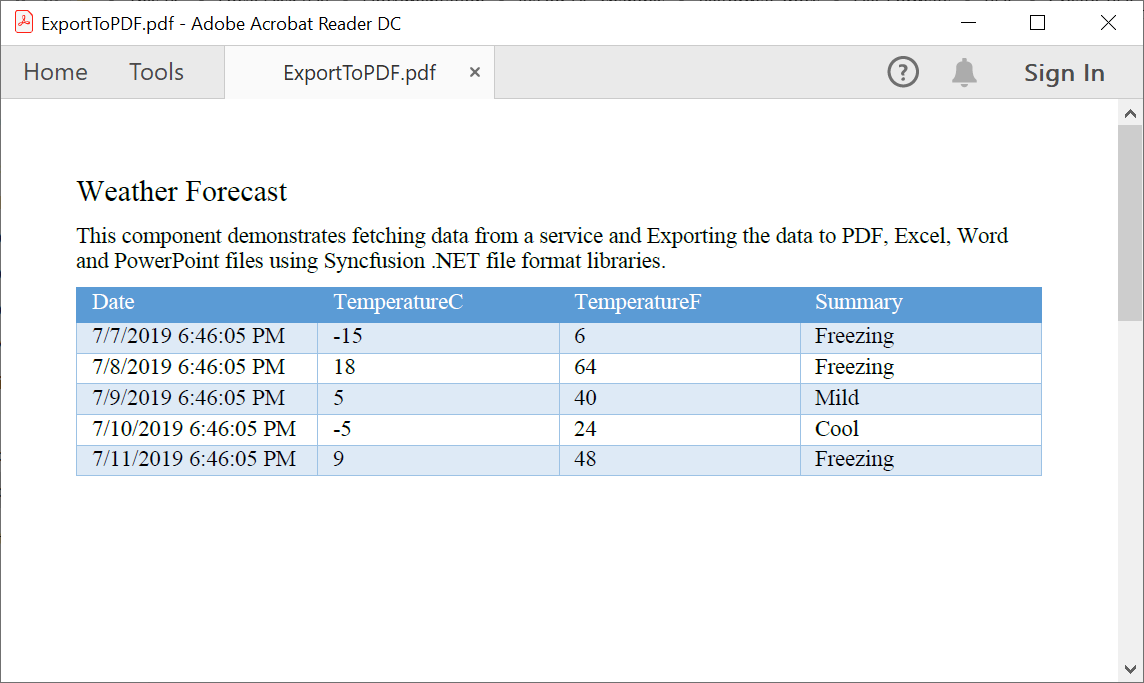 ExportToPDF.pdf - Adobe Acrobat Reader DC
Home Tools ExportToPDF.pdf × ? Sign In
Weather Forecast
This component demonstrates fetching data from a service and Exporting the data to PDF, Excel, Word
and PowerPoint files using Syncfusion .NET file format libraries.
Date TemperatureC TemperatureF Summary
7/7/2019 6:46:05 PM -15 6 Freezing
7/8/2019 6:46:05 PM 18 64 Freezing
7/9/2019 6:46:05 PM 5 40 Mild
7/10/2019 6:46:05 PM -5 24 Cool
7/11/2019 6:46:05 PM 9 48 Freezing